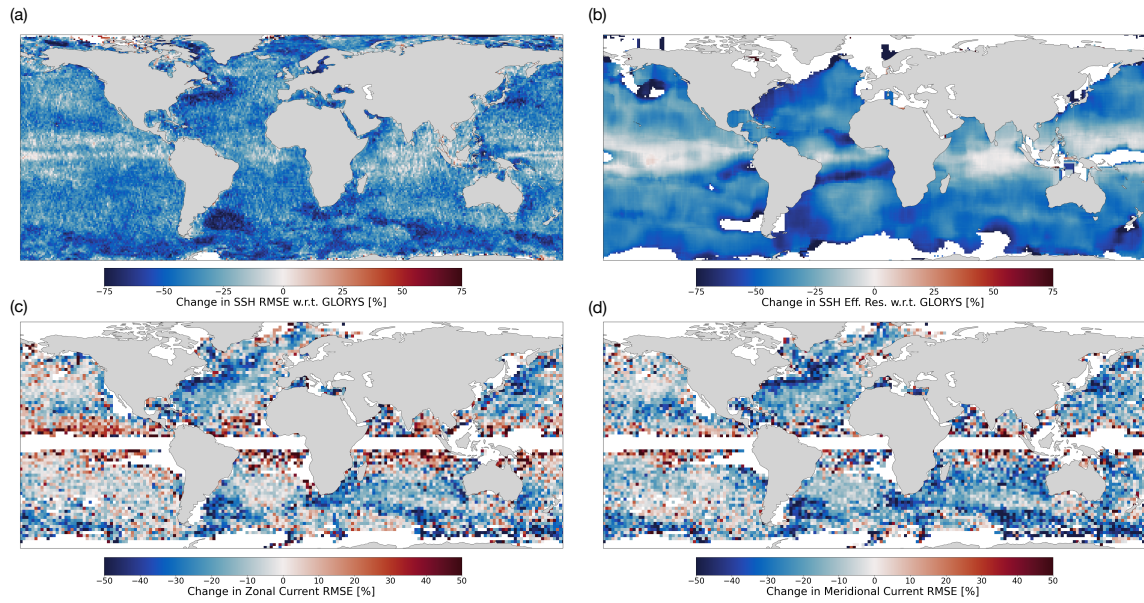 (a)
(b)
−75 −50 −25 0 25 50 75
Change in SSH RMSE w.r.t. GLORYS [%]
−75 −50 −25 0 25 50 75
Change in SSH Eff. Res. w.r.t. GLORYS [%]
(c)
(d)
−50 −40 −30 −20 −10 0 10 20 30 40 50
Change in Zonal Current RMSE [%]
−50 −40 −30 −20 −10 0 10 20 30 40 50
Change in Meridional Current RMSE [%]